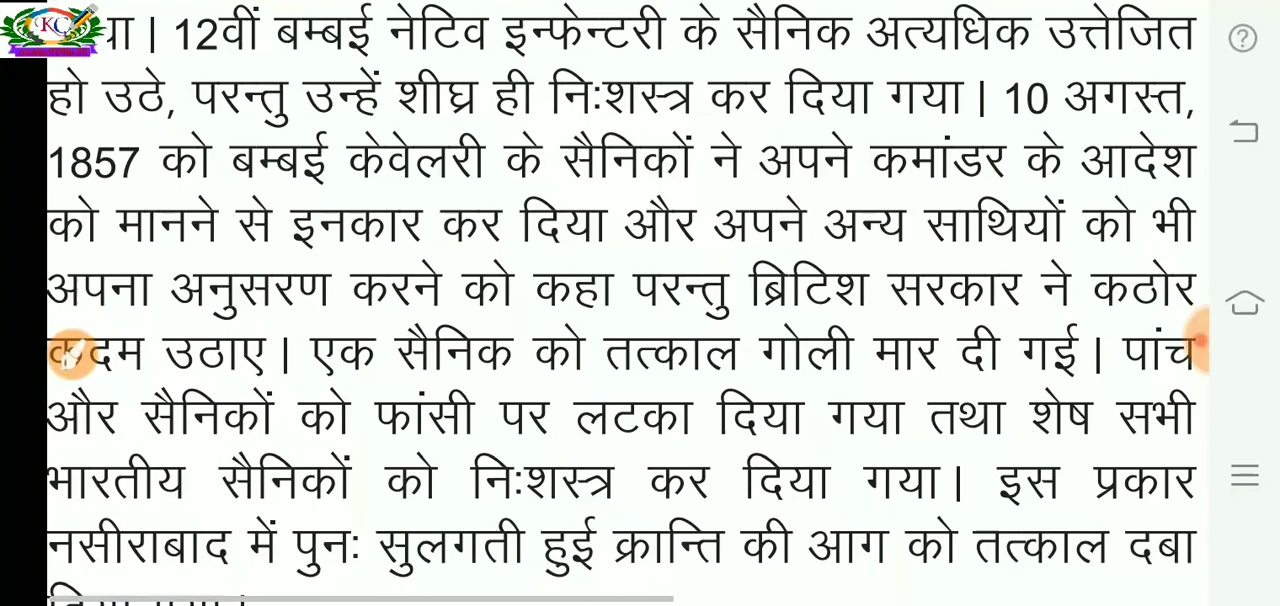 KC
या | 12वीं बम्बई नेटिव इन्फेन्टरी के सैनिक अत्यधिक उत्तेजित
हो उठे, परन्तु उन्हें शीघ्र ही निःशस्त्र कर दिया गया | 10 अगस्त,
1857 को बम्बई केवेलरी के सैनिकों ने अपने कमांडर के आदेश
को मानने से इनकार कर दिया और अपने अन्य साथियों को भी
अपना अनुसरण करने को कहा परन्तु ब्रिटिश सरकार ने कठोर
कदम उठाए | एक सैनिक को तत्काल गोली मार दी गई | पांच
और सैनिकों को फांसी पर लटका दिया गया तथा शेष सभी
भारतीय सैनिकों को निःशस्त्र कर दिया गया | इस प्रकार
नसीराबाद में पुनः सुलगती हुई क्रान्ति की आग को तत्काल दबा